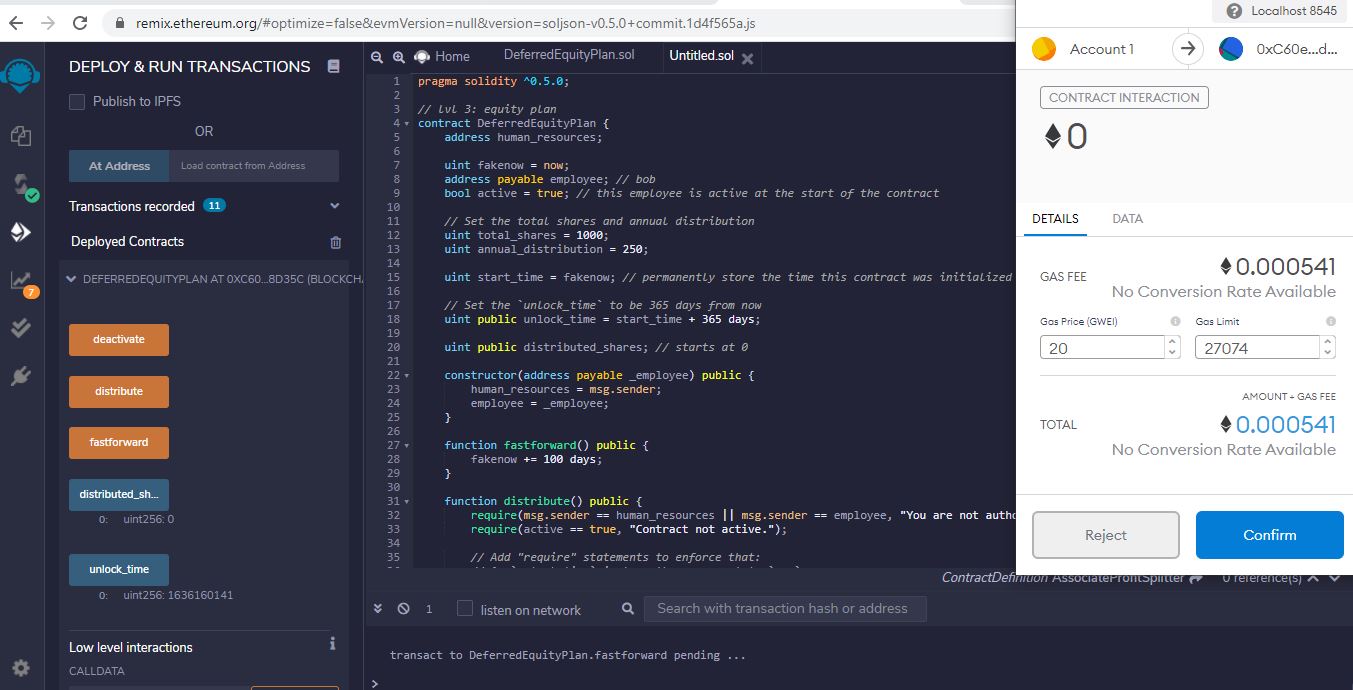 remix.ethereum.org/#optimize=false&evmVersion=null&version=soljson-v0.5.0+commit.1d4f565a.js
DEPLOY & RUN TRANSACTIONS
Publish to IPFS
OR
At Address
Load contract from Address
Transactions recorded 11
Deployed Contracts
DEFERREDEQUITYPLAN AT 0XC60...8D35C (BLOCKCHA
deactivate
distribute
fastforward
distributed_sh...
0: uint256: 0
unlock_time
0: uint256: 1636160141
Low level interactions
CALLDATA
7
Home
DeferredEquityPlan.sol
Untitled.sol
1 pragma solidity ^0.5.0;
2
3 // lvl 3: equity plan
4 contract DeferredEquityPlan {
5 address human_resources;
6
7 uint fakenow = now;
8 address payable employee; // bob
9 bool active = true; // this employee is active at the start of the contract
10
11 // Set the total shares and annual distribution
12 uint total_shares = 1000;
13 uint annual_distribution = 250;
14
15 uint start_time = fakenow; // permanently store the time this contract was initialized
16
17 // Set the `unlock_time` to be 365 days from now
18 uint public unlock_time = start_time + 365 days;
19
20 uint public distributed_shares; // starts at 0
21
22 constructor(address payable _employee) public {
23 human_resources = msg.sender;
24 employee = _employee;
25 }
26
27 function fastforward() public {
28 fakenow += 100 days;
29 }
30
31 function distribute() public {
32 require(msg.sender == human_resources || msg.sender == employee, "You are not autho
33 require(active == true, "Contract not active.");
34
35 // Add "require" statements to enforce that:
ContractDefinition AssociateProfitSplitter
0 reference(s)
1
listen on network
Search with transaction hash or address
transact to DeferredEquityPlan.fastforward pending ...
>
Localhost 8545
Account 1
0xC60e...d...
CONTRACT INTERACTION
0
DETAILS
DATA
GAS FEE
0.000541
No Conversion Rate Available
Gas Price (GWEI)
Gas Limit
20
27074
AMOUNT + GAS FEE
TOTAL
0.000541
No Conversion Rate Available
Reject
Confirm